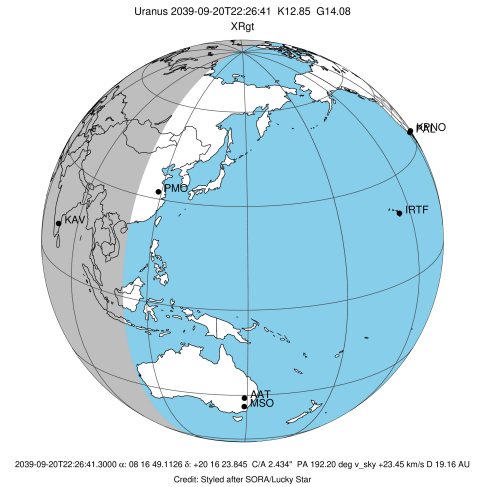 Uranus 2039-09-20T22:26:41  K12.85  G14.08
XRgt
KPNO
PMO
IRTF
KAV
AAT
MSO
2039-09-20T22:26:41.3000 α: 08 16 49.1126 δ: +20 16 23.845  C/A 2.434"  PA 192.20 deg v_sky +23.45 km/s D 19.16 AU
Credit: Styled after SORA/Lucky Star